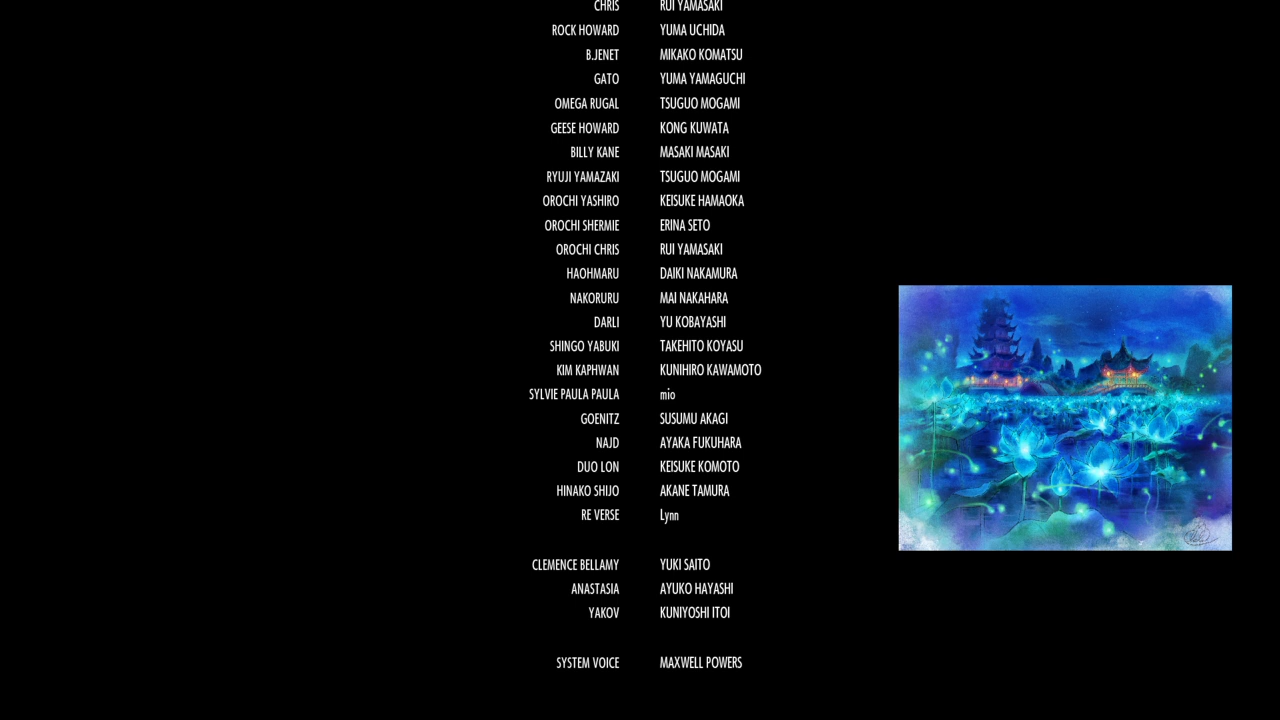 CHRIS RUI YAMASAKI
ROCK HOWARD YUMA UCHIDA
B.JENET MIKAKO KOMATSU
GATO YUMA YAMAGUCHI
OMEGA RUGAL TSUGUO MOGAMI
GEESE HOWARD KONG KUWATA
BILLY KANE MASAKI MASAKI
RYUJI YAMAZAKI TSUGUO MOGAMI
OROCHI YASHIRO KEISUKE HAMAOKA
OROCHI SHERMIE ERINA SETO
OROCHI CHRIS RUI YAMASAKI
HAOHMARU DAIKI NAKAMURA
NAKORURU MAI NAKAHARA
DARLI YU KOBAYASHI
SHINGO YABUKI TAKEHITO KOYASU
KIM KAPHWAN KUNIHIRO KAWAMOTO
SYLVIE PAULA PAULA mio
GOENITZ SUSUMU AKAGI
NAJD AYAKA FUKUHARA
DUO LON KEISUKE KOMOTO
HINAKO SHIJO AKANE TAMURA
RE VERSE Lynn
CLEMENCE BELLAMY YUKI SAITO
ANASTASIA AYUKO HAYASHI
YAKOV KUNIYOSHI ITOI
SYSTEM VOICE MAXWELL POWERS